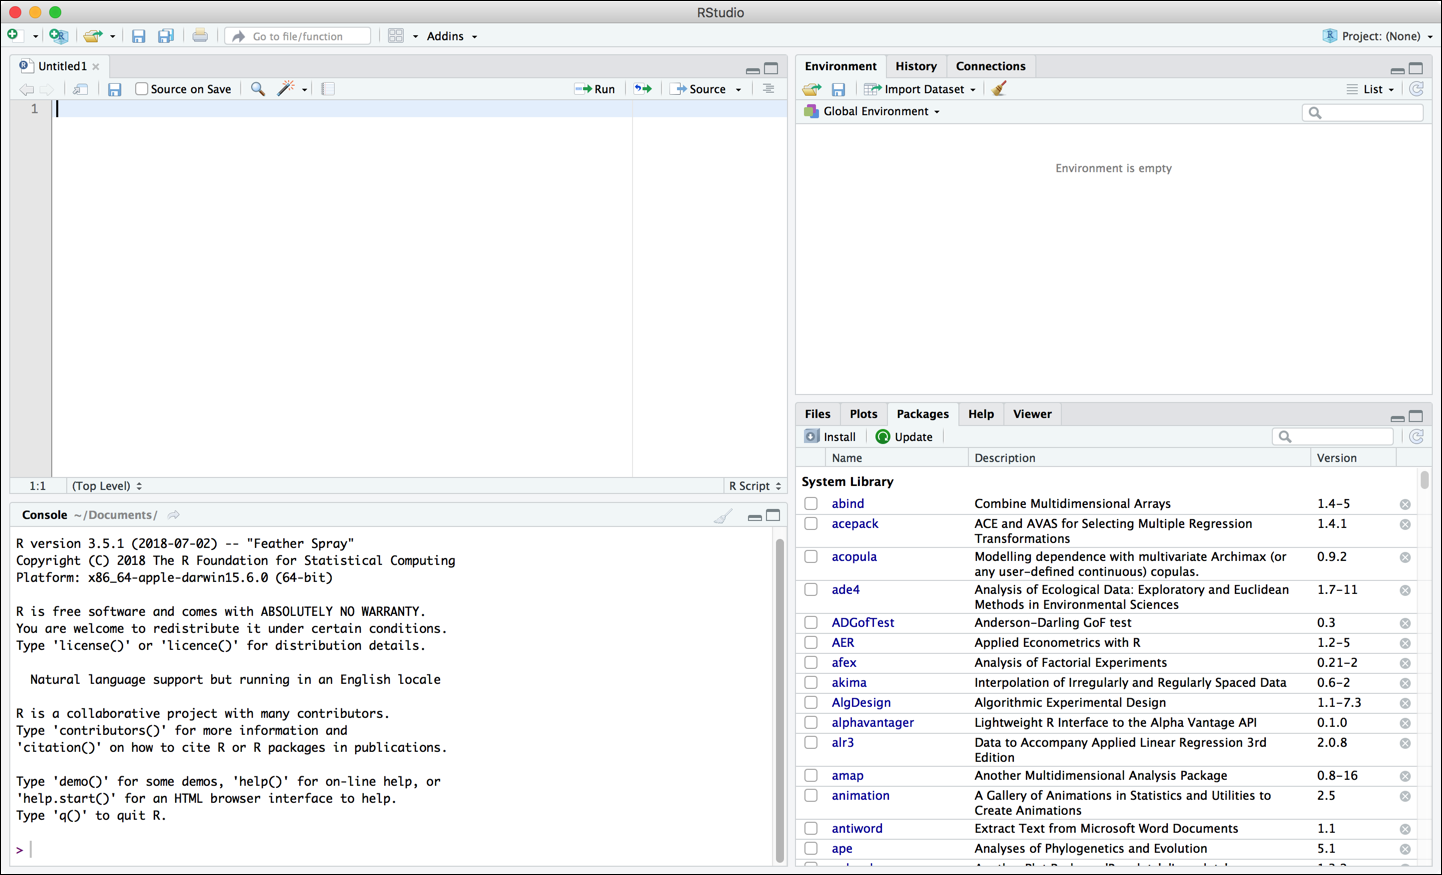 RStudio
Go to file/function
Addins
Project: (None)
Untitled1
Source on Save
Run
Source
1
1:1
(Top Level)
R Script
Console ~/Documents/
R version 3.5.1 (2018-07-02) -- "Feather Spray"
Copyright (C) 2018 The R Foundation for Statistical Computing
Platform: x86_64-apple-darwin15.6.0 (64-bit)
R is free software and comes with ABSOLUTELY NO WARRANTY.
You are welcome to redistribute it under certain conditions.
Type 'license()' or 'licence()' for distribution details.
Natural language support but running in an English locale
R is a collaborative project with many contributors.
Type 'contributors()' for more information and
'citation()' on how to cite R or R packages in publications.
Type 'demo()' for some demos, 'help()' for on-line help, or
'help.start()' for an HTML browser interface to help.
Type 'q()' to quit R.
>
Environment History Connections
Import Dataset
List
Global Environment
Environment is empty
Files Plots Packages Help Viewer
Install Update
Name Description Version
System Library
abind Combine Multidimensional Arrays 1.4-5
acepack ACE and AVAS for Selecting Multiple Regression 1.4.1
Transformations
acopula Modelling dependence with multivariate Archimax (or 0.9.2
any user-defined continuous) copulas.
ade4 Analysis of Ecological Data: Exploratory and Euclidean 1.7-11
Methods in Environmental Sciences
ADGofTest Anderson-Darling GoF test 0.3
AER Applied Econometrics with R 1.2-5
afex Analysis of Factorial Experiments 0.21-2
akima Interpolation of Irregularly and Regularly Spaced Data 0.6-2
AlgDesign Algorithmic Experimental Design 1.1-7.3
alphavantager Lightweight R Interface to the Alpha Vantage API 0.1.0
alr3 Data to Accompany Applied Linear Regression 3rd 2.0.8
Edition
amap Another Multidimensional Analysis Package 0.8-16
animation A Gallery of Animations in Statistics and Utilities to 2.5
Create Animations
antiword Extract Text from Microsoft Word Documents 1.1
ape Analyses of Phylogenetics and Evolution 5.1